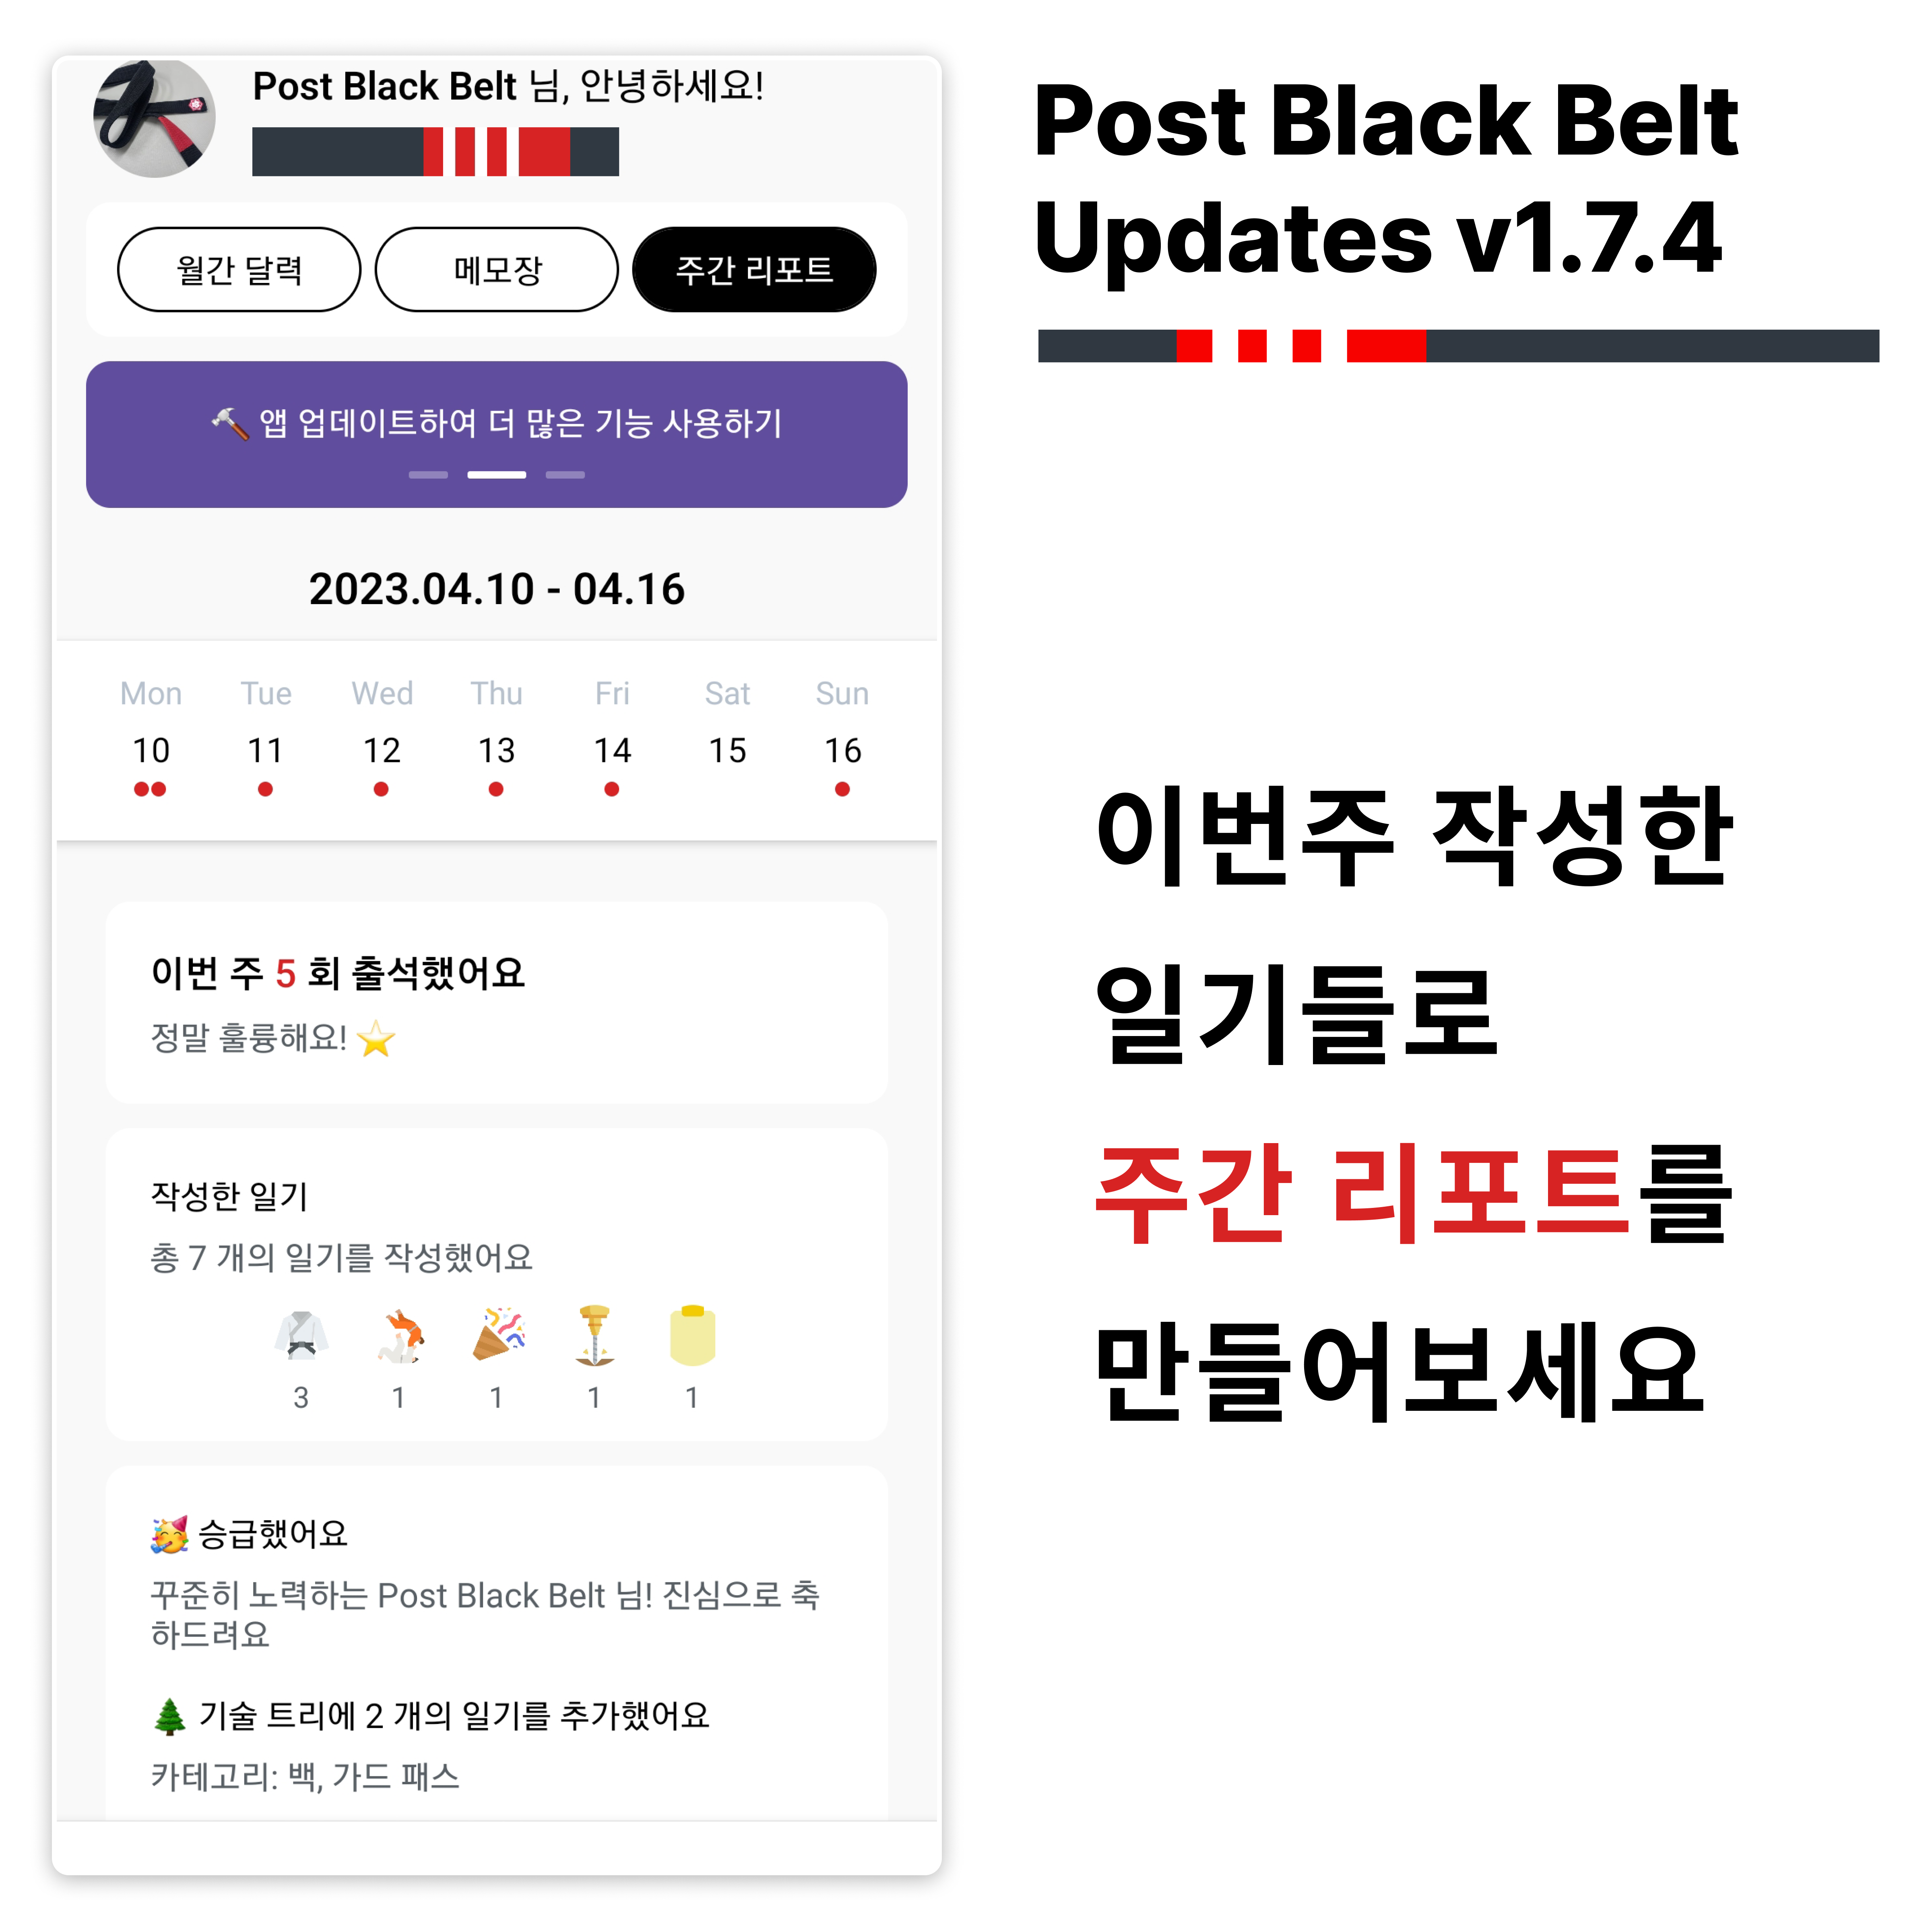 Post Black Belt 님, 안녕하세요!
월간 달력
메모장
주간 리포트
🔨 앱 업데이트하여 더 많은 기능 사용하기
2023.04.10 - 04.16
Mon Tue Wed Thu Fri Sat Sun
10 11 12 13 14 15 16
이번 주 5 회 출석했어요
정말 훌륭해요! ⭐
작성한 일기
총 7 개의 일기를 작성했어요
3 1 1 1 1
🥳 승급했어요
꾸준히 노력하는 Post Black Belt 님! 진심으로 축
하드려요
🌲 기술 트리에 2 개의 일기를 추가했어요
카테고리: 백, 가드 패스
Post Black Belt
Updates v1.7.4
이번주 작성한
일기들로
주간 리포트를
만들어보세요